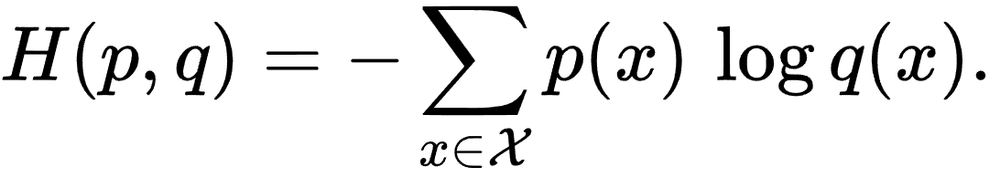 H(p, q) = − ∑ p(x) log q(x).
x∈𝒳